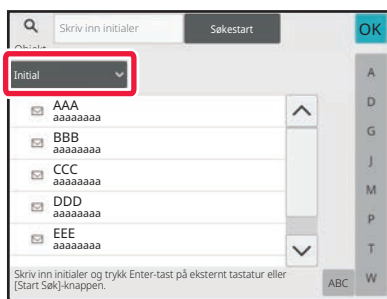 Skriv inn initialer
Søkestart
OK
Objekt
Initial
A
AAA
aaaaaaaa
D
BBB
aaaaaaaa
G
CCC
aaaaaaaa
J
DDD
aaaaaaaa
M
EEE
aaaaaaaa
P
T
Skriv inn initialer og trykk Enter-tast på eksternt tastatur eller
[Start Søk]-knappen.
ABC
W